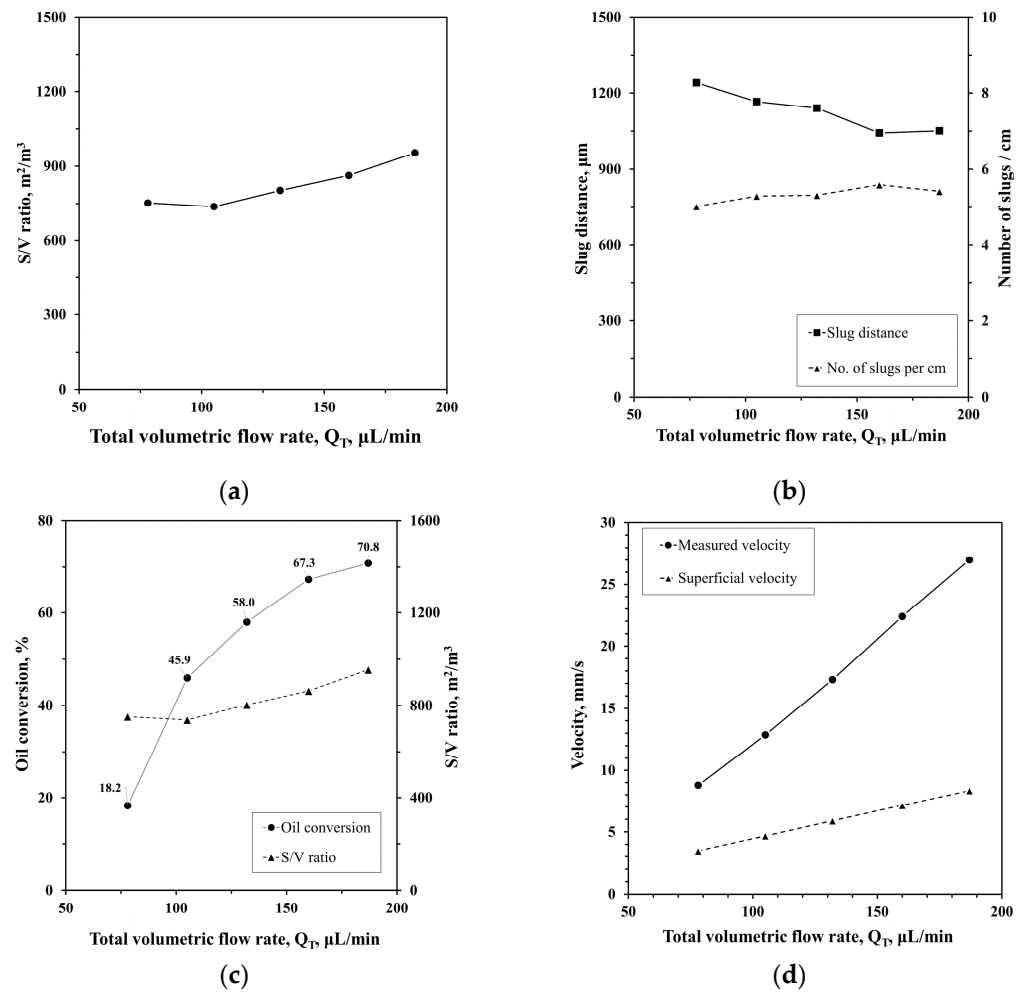 1500
1200
900
600
300
0
50
100
150
200
S/V ratio, m²/m³
Total volumetric flow rate, Q_T, µL/min
(a)
1500
1200
900
600
300
0
10
8
6
4
2
0
50
100
150
200
Slug distance, µm
Number of slugs / cm
Slug distance
No. of slugs per cm
Total volumetric flow rate, Q_T, µL/min
(b)
80
60
40
20
0
1600
1200
800
400
0
50
100
150
200
18.2
45.9
58.0
67.3
70.8
Oil conversion, %
S/V ratio, m²/m³
Oil conversion
S/V ratio
Total volumetric flow rate, Q_T, µL/min
(c)
30
25
20
15
10
5
0
50
100
150
200
Velocity, mm/s
Measured velocity
Superficial velocity
Total volumetric flow rate, Q_T, µL/min
(d)